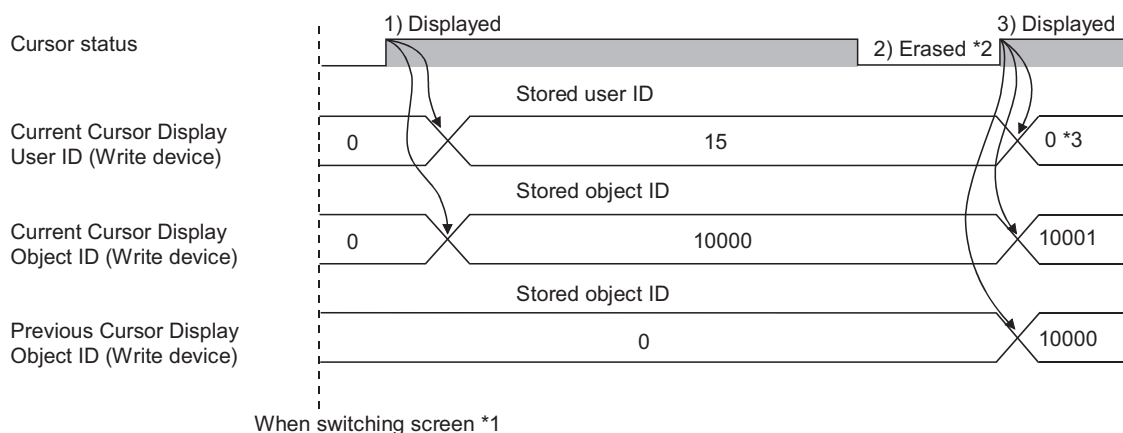 1) Displayed
3) Displayed
Cursor status
2) Erased *2
Stored user ID
Current Cursor Display
User ID (Write device)
0
15
0 *3
Stored object ID
Current Cursor Display
Object ID (Write device)
0
10000
10001
Stored object ID
Previous Cursor Display
Object ID (Write device)
0
10000
When switching screen *1